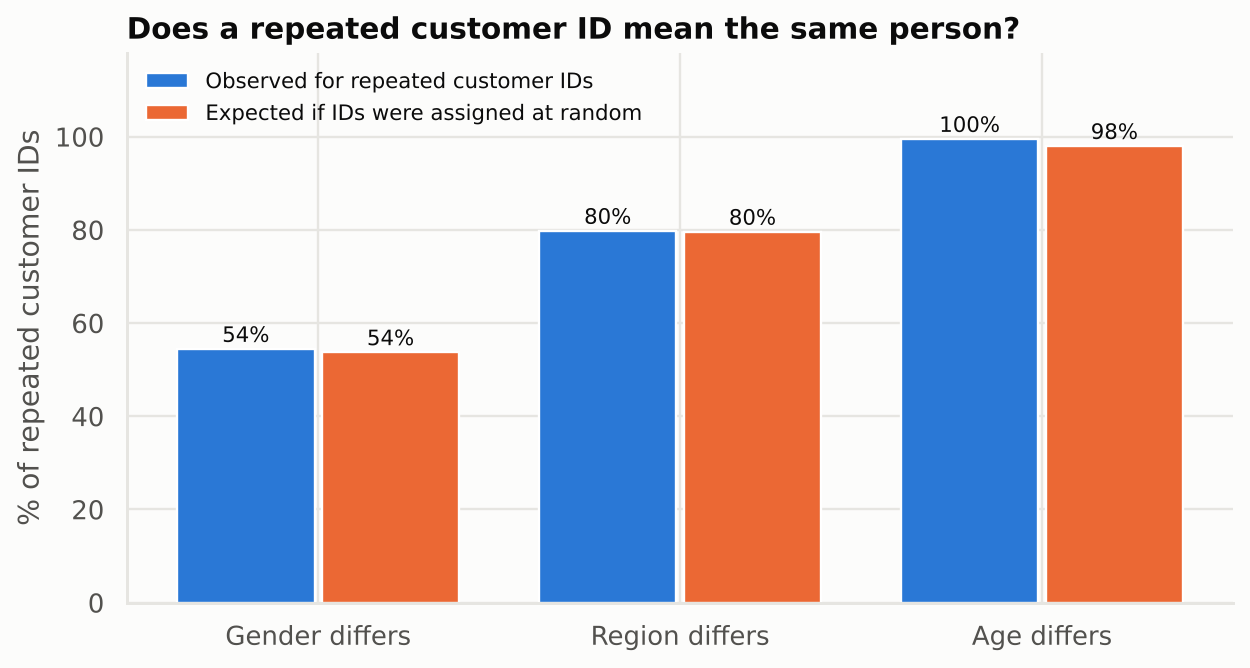 Does a repeated customer ID mean the same person?
Observed for repeated customer IDs
Expected if IDs were assigned at random
% of repeated customer IDs
100
80
60
40
20
0
54%
54%
80%
80%
100%
98%
Gender differs
Region differs
Age differs